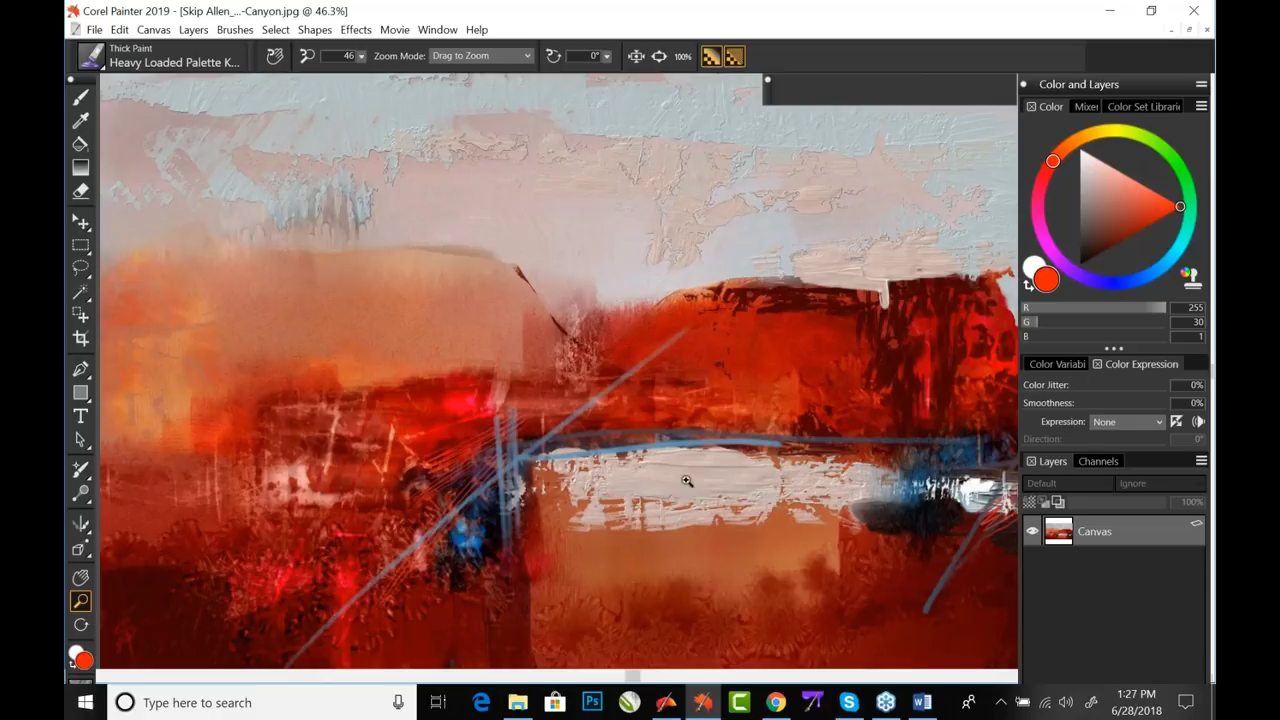 Corel Painter 2019 - [Skip Allen_...-Canyon.jpg @ 46.3%]
File Edit Canvas Layers Brushes Select Shapes Effects Movie Window Help
Thick Paint
Heavy Loaded Palette K...
46 Zoom Mode: Drag to Zoom 0° 100%
Color and Layers
Color Mixer Color Set Librari
R 255
G 30
B 1
Color Variabi Color Expression
Color Jitter: 0%
Smoothness: 0%
Expression: None
Direction: 0°
Layers Channels
Default Ignore
100%
Canvas
T
Type here to search
Ps
1:27 PM
6/28/2018